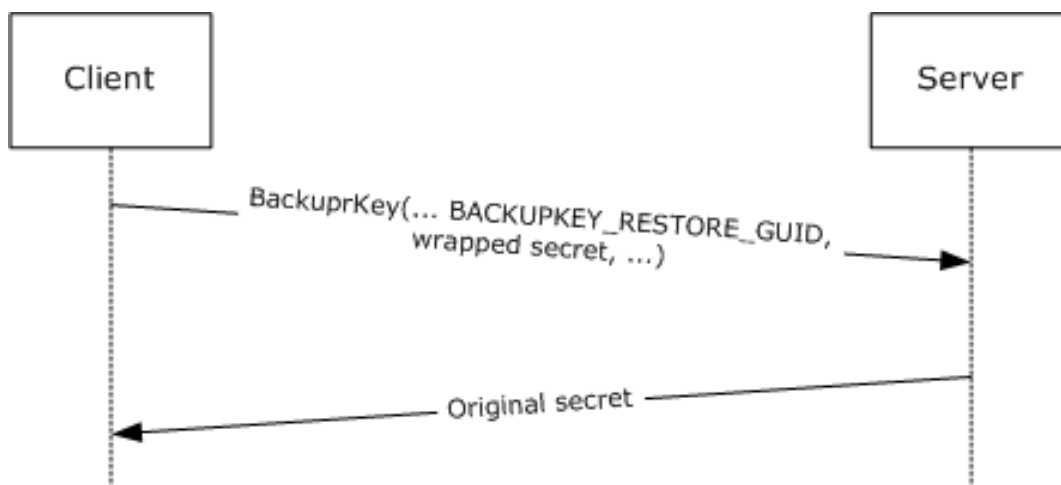 Client
Server
BackuprKey(... BACKUPKEY_RESTORE_GUID,
wrapped secret, ...)
Original secret